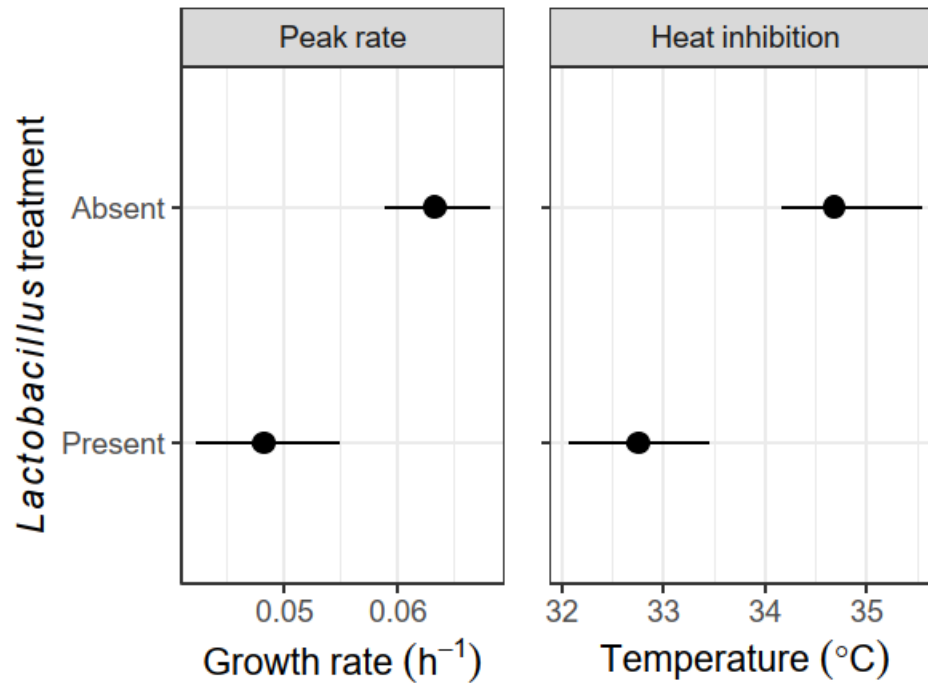 Peak rate
Heat inhibition
Lactobacillus treatment
Absent
Present
0.05 0.06
32 33 34 35
Growth rate (h⁻¹)
Temperature (°C)